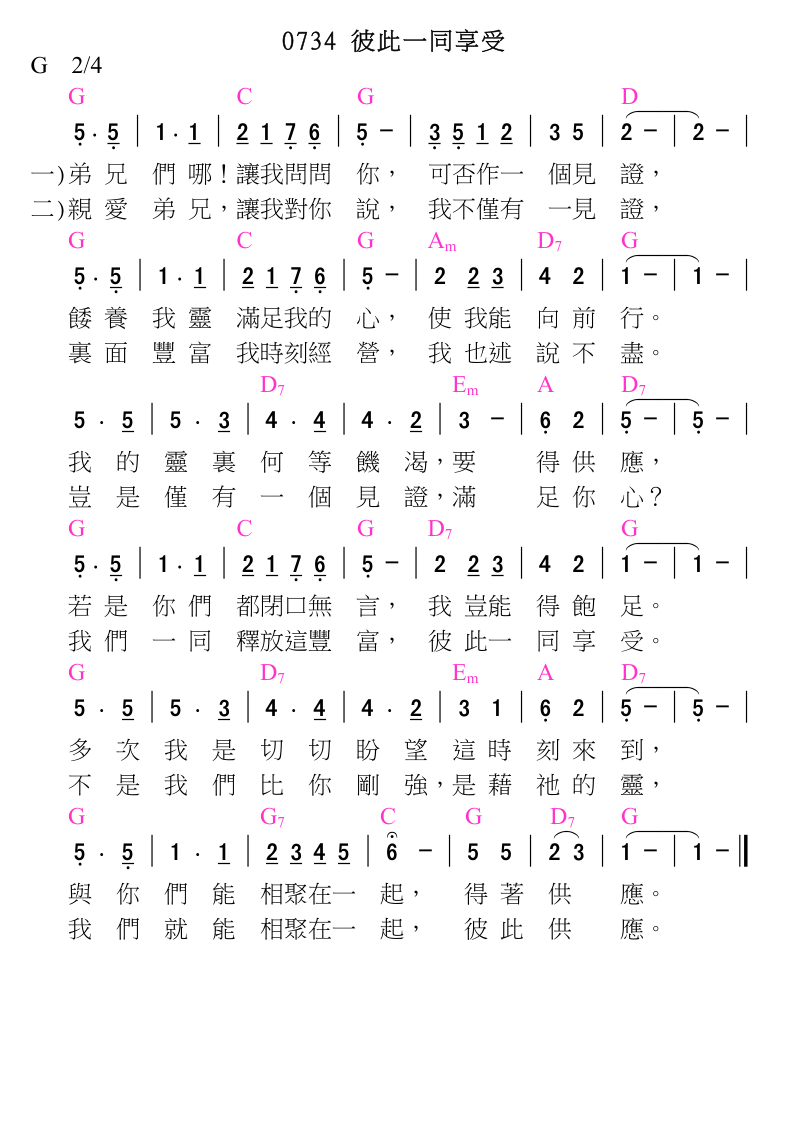 0734 彼此一同享受
G 2/4
G C G D
5 . 5 | 1 . 1 | 2 1 7 6 | 5 - | 3 5 1 2 | 3 5 | 2 - | 2 - |
一)弟兄們哪!讓我問問你,可否作一個見證,
二)親愛弟兄,讓我對你說,我不僅有一見證,
G C G Am D7 G
5 . 5 | 1 . 1 | 2 1 7 6 | 5 - | 2 2 3 | 4 2 | 1 - | 1 - |
餧養我靈滿足我的心,使我能向前行。
裏面豐富我時刻經營,我也述說不盡。
D7 Em A D7
5 . 5 | 5 . 3 | 4 . 4 | 4 . 2 | 3 - | 6 2 | 5 - | 5 - |
我的靈裏何等饑渴,要得供應,
豈是僅有一個見證,滿足你心?
G C G D7 G
5 . 5 | 1 . 1 | 2 1 7 6 | 5 - | 2 2 3 | 4 2 | 1 - | 1 - |
若是你們都閉口無言,我豈能得飽足。
我們一同釋放這豐富,彼此一同享受。
G D7 Em A D7
5 . 5 | 5 . 3 | 4 . 4 | 4 . 2 | 3 1 | 6 2 | 5 - | 5 - |
多次我是切切盼望這時刻來到,
不是我們比你剛強,是藉祂的靈,
G G7 C G D7 G
5 . 5 | 1 . 1 | 2 3 4 5 | 6 - | 5 5 | 2 3 | 1 - | 1 - ‖
與你們能相聚在一起,得著供應。
我們就能相聚在一起,彼此供應。